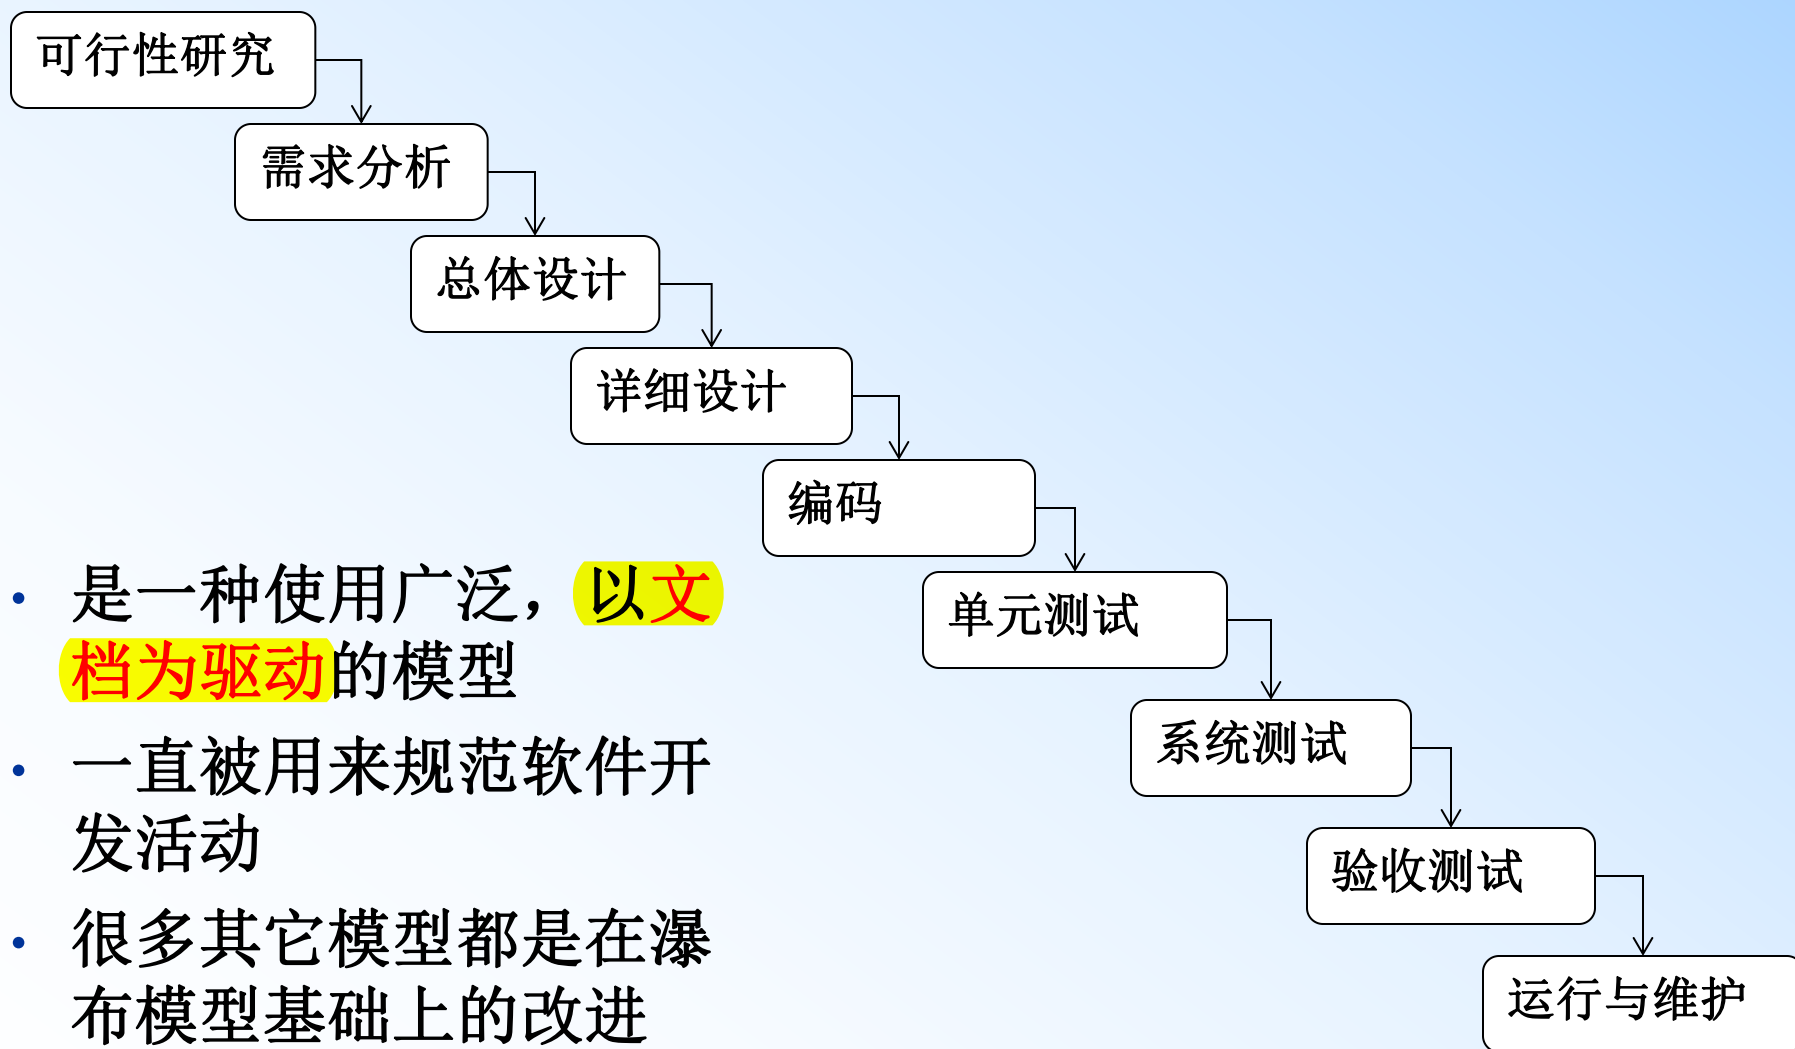 可行性研究
需求分析
总体设计
详细设计
编码
单元测试
系统测试
验收测试
运行与维护
• 是一种使用广泛，以文
档为驱动的模型
• 一直被用来规范软件开
发活动
• 很多其它模型都是在瀑
布模型基础上的改进